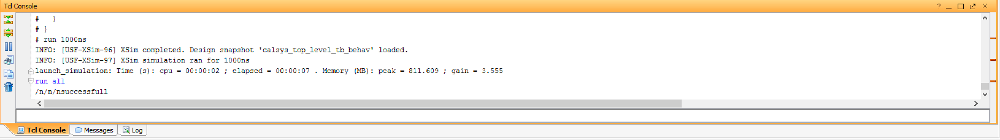 Tcl Console
#   }
# }
# run 1000ns
INFO: [USF-XSim-96] XSim completed. Design snapshot 'calsys_top_level_tb_behav' loaded.
INFO: [USF-XSim-97] XSim simulation ran for 1000ns
launch_simulation: Time (s): cpu = 00:00:02 ; elapsed = 00:00:07 . Memory (MB): peak = 811.609 ; gain = 3.555
run all
/n/n/nsuccessfull
Tcl Console Messages Log